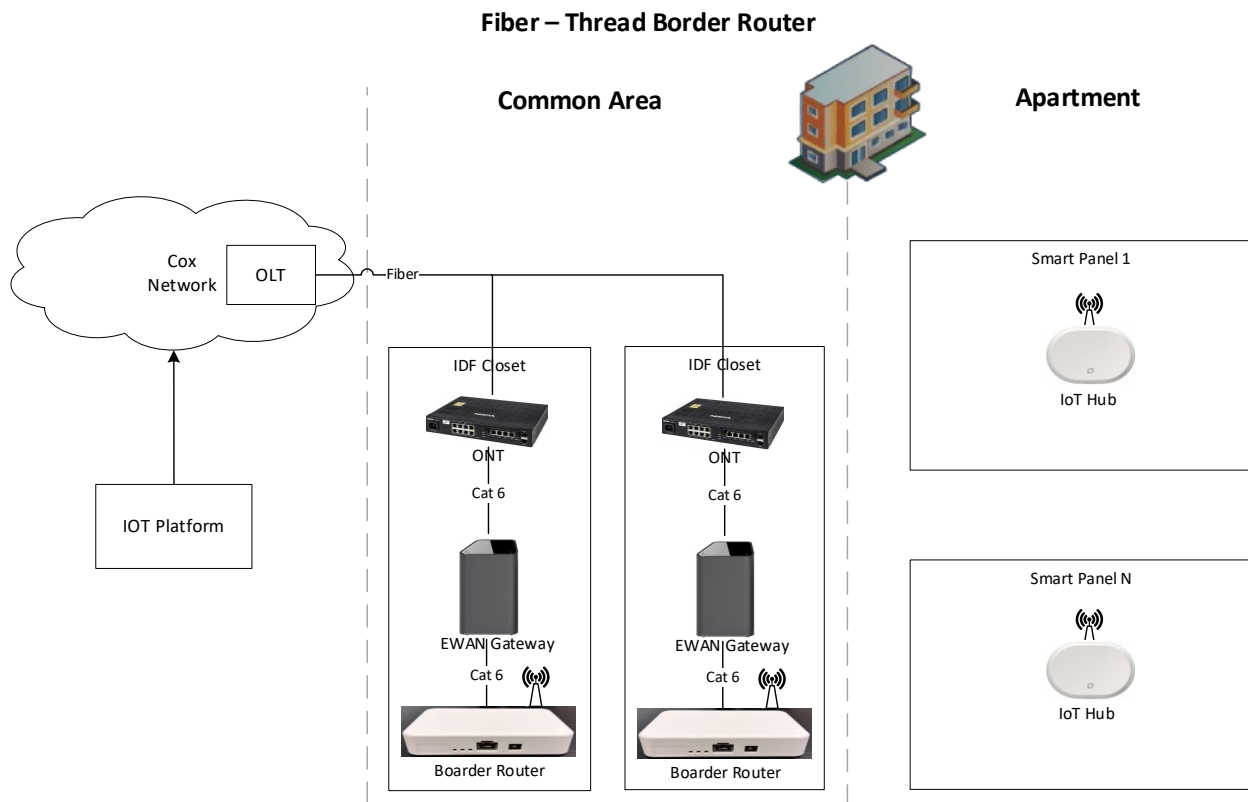 Fiber – Thread Border Router
Common Area
Apartment
Cox
Network
OLT
Fiber
IOT Platform
IDF Closet
ONT
Cat 6
EWAN Gateway
Cat 6
Boarder Router
IDF Closet
ONT
Cat 6
EWAN Gateway
Cat 6
Boarder Router
Smart Panel 1
IoT Hub
Smart Panel N
IoT Hub